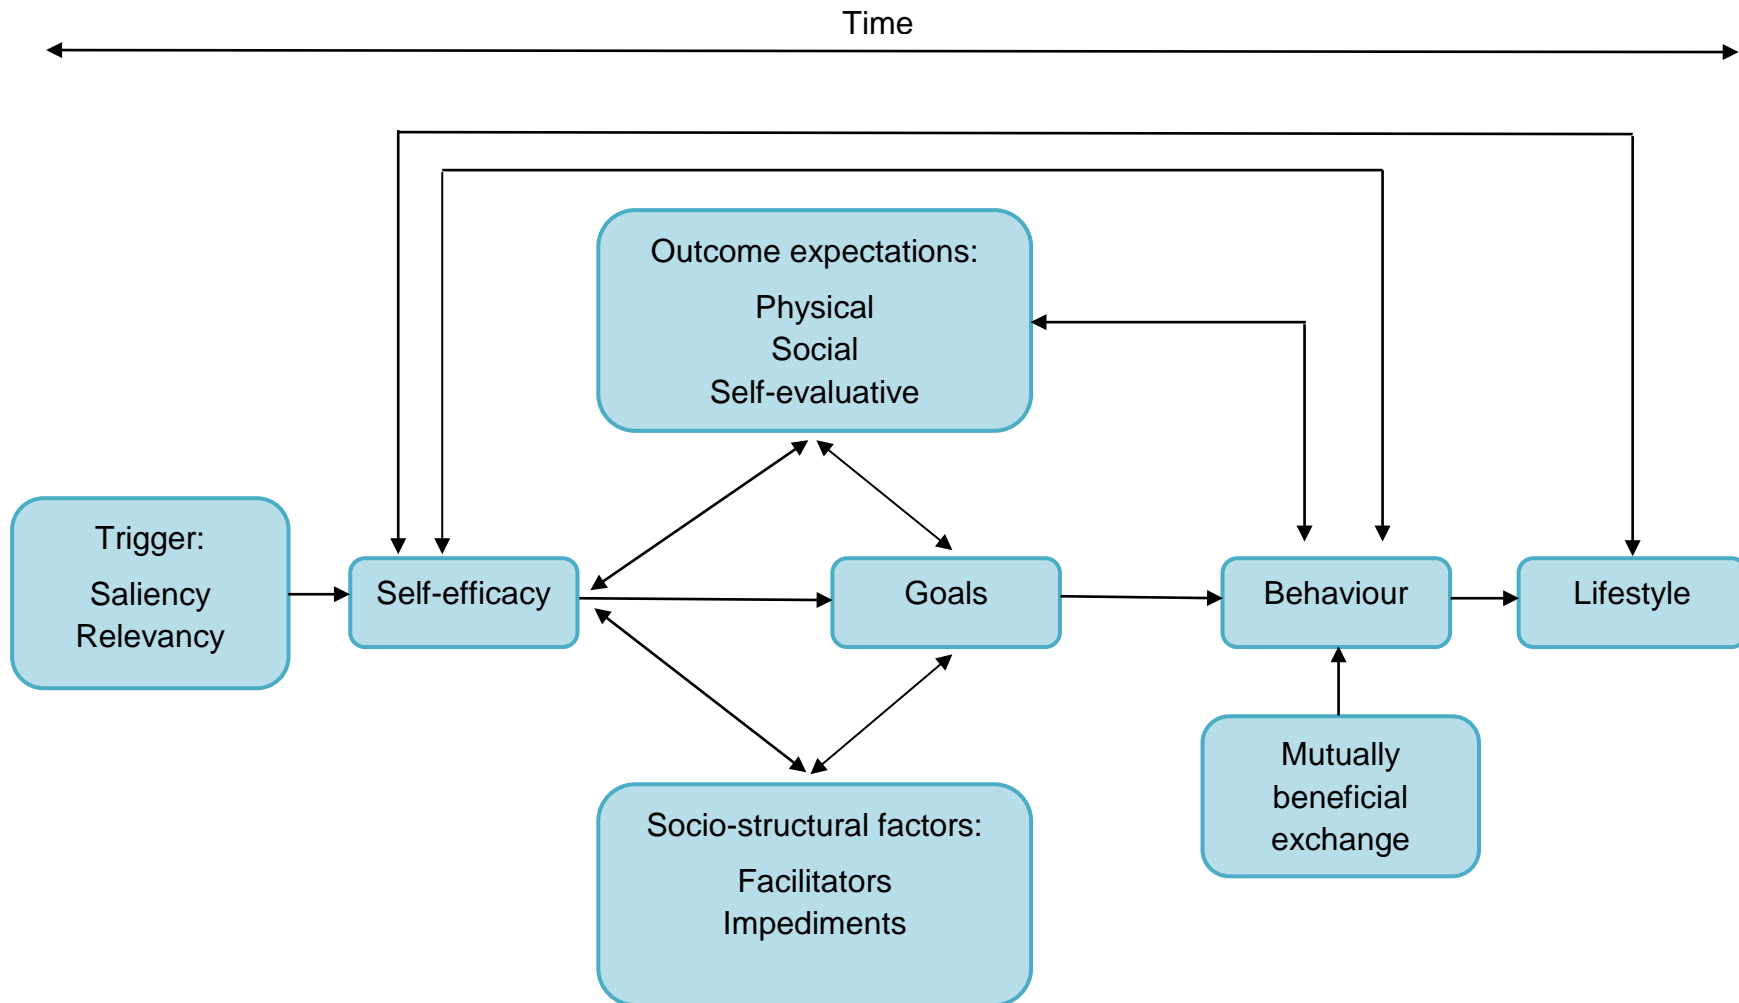 Time
Outcome expectations:
Physical
Social
Self-evaluative
Trigger:
Saliency
Relevancy
Self-efficacy
Goals
Behaviour
Lifestyle
Mutually
beneficial
exchange
Socio-structural factors:
Facilitators
Impediments